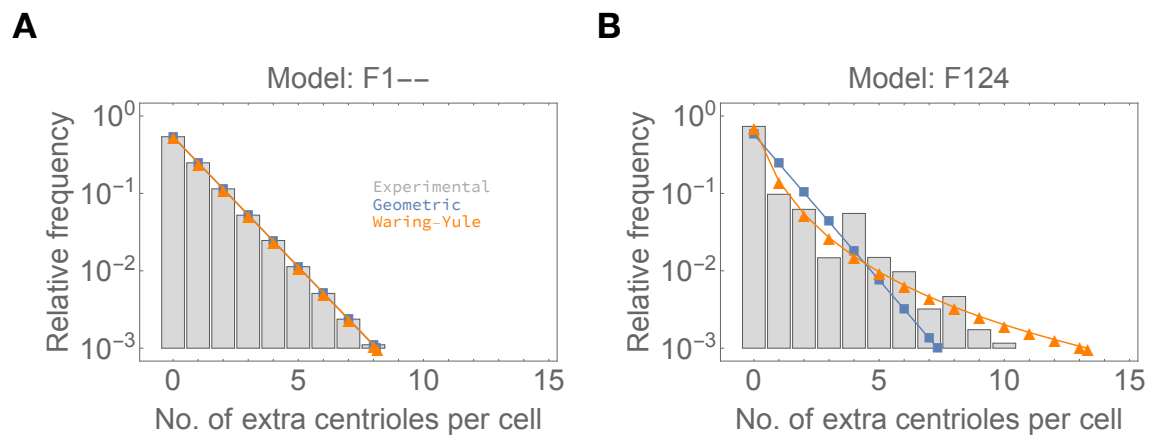 A
B
Model: F1−−
Model: F124
Relative frequency
10^0
10^-1
10^-2
10^-3
Experimental
Geometric
Waring-Yule
0 5 10 15
No. of extra centrioles per cell
Relative frequency
10^0
10^-1
10^-2
10^-3
0 5 10 15
No. of extra centrioles per cell